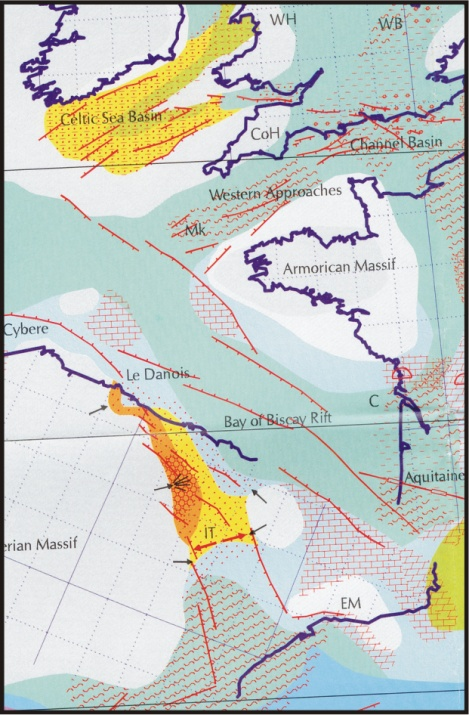 WH
WB
Celtic Sea Basin
CoH
Channel Basin
Western Approaches
Mk
Armorican Massif
Cybere
Le Danois
C
Bay of Biscay Rift
Aquitaine
IT
erian Massif
EM